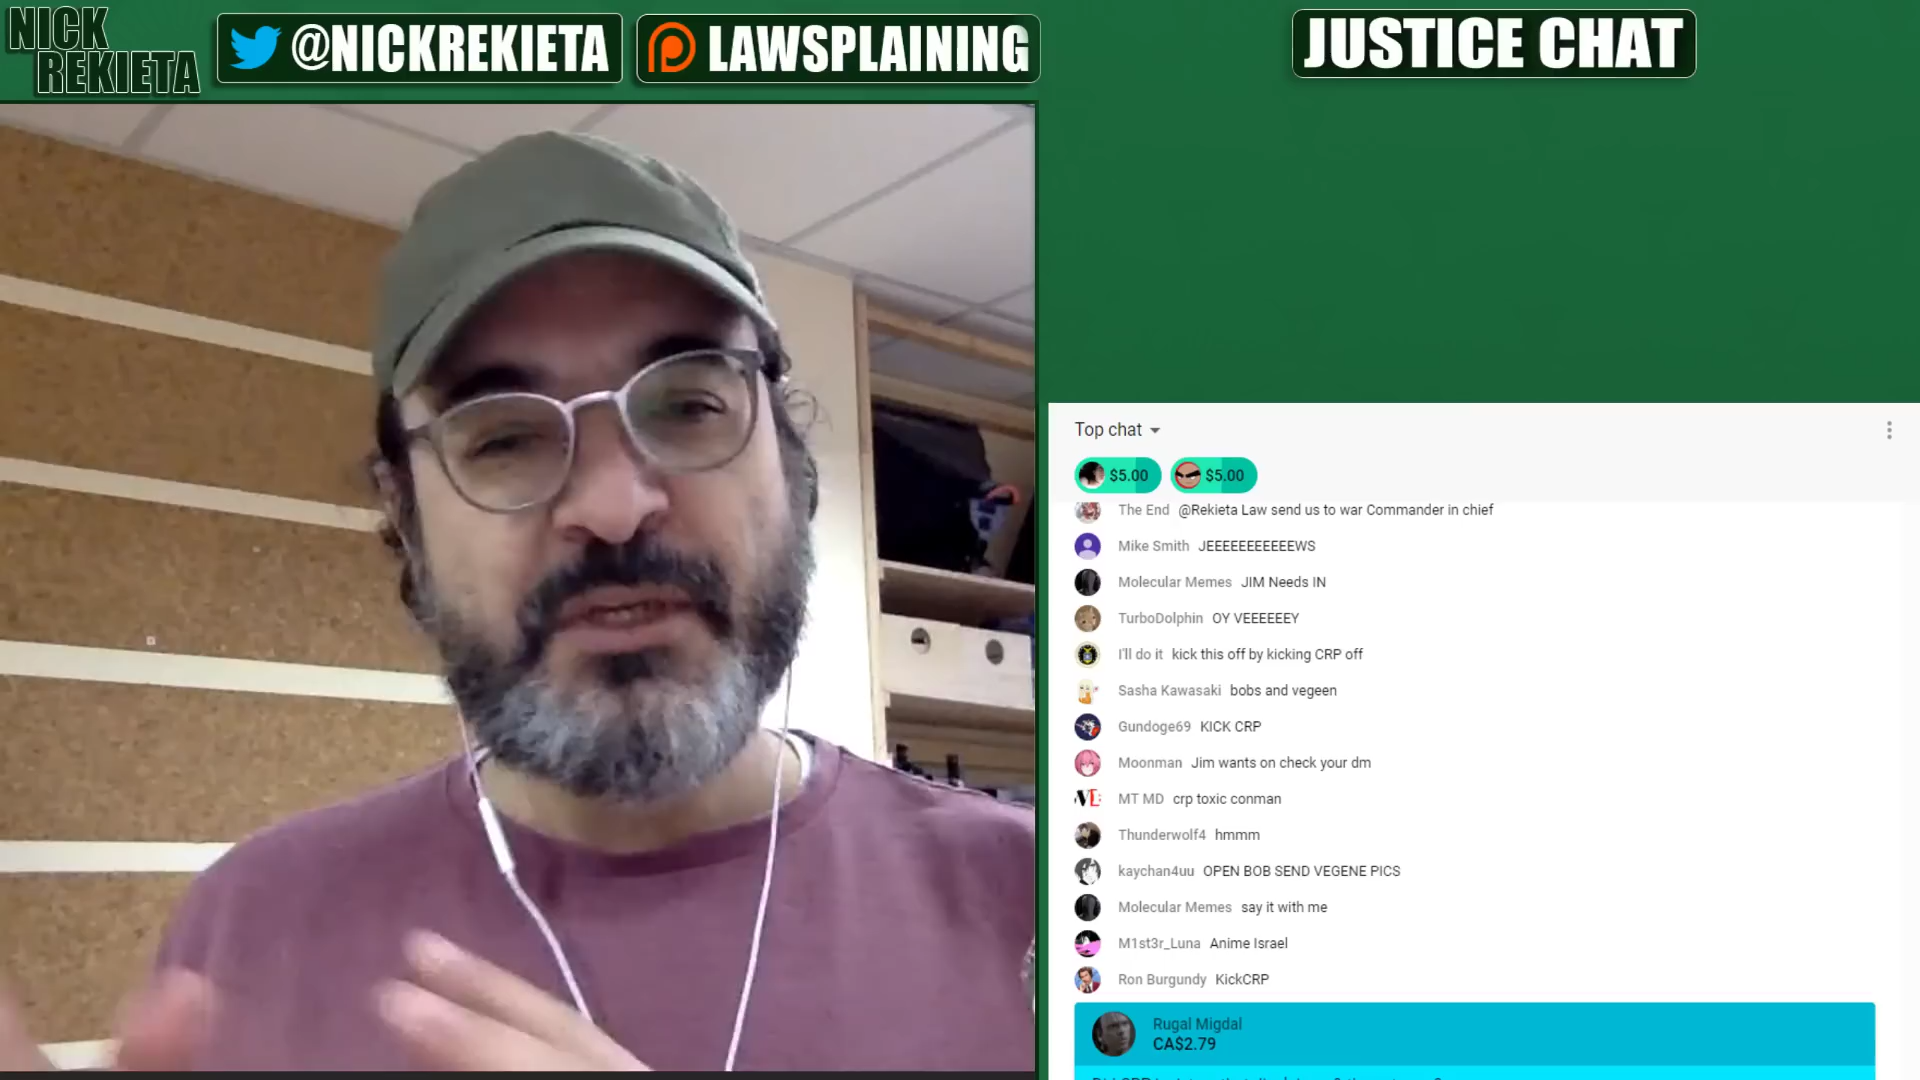 NICK
REKIETA
@NICKREKIETA
LAWSPLAINING
JUSTICE CHAT
Top chat
$5.00
$5.00
The End @Rekieta Law send us to war Commander in chief
Mike Smith JEEEEEEEEEEEWS
Molecular Memes JIM Needs IN
TurboDolphin OY VEEEEEEY
I'll do it kick this off by kicking CRP off
Sasha Kawasaki bobs and vegeen
Gundoge69 KICK CRP
Moonman Jim wants on check your dm
MT MD crp toxic conman
Thunderwolf4 hmmm
kaychan4uu OPEN BOB SEND VEGENE PICS
Molecular Memes say it with me
M1st3r_Luna Anime Israel
Ron Burgundy KickCRP
Rugal Migdal
CA$2.79